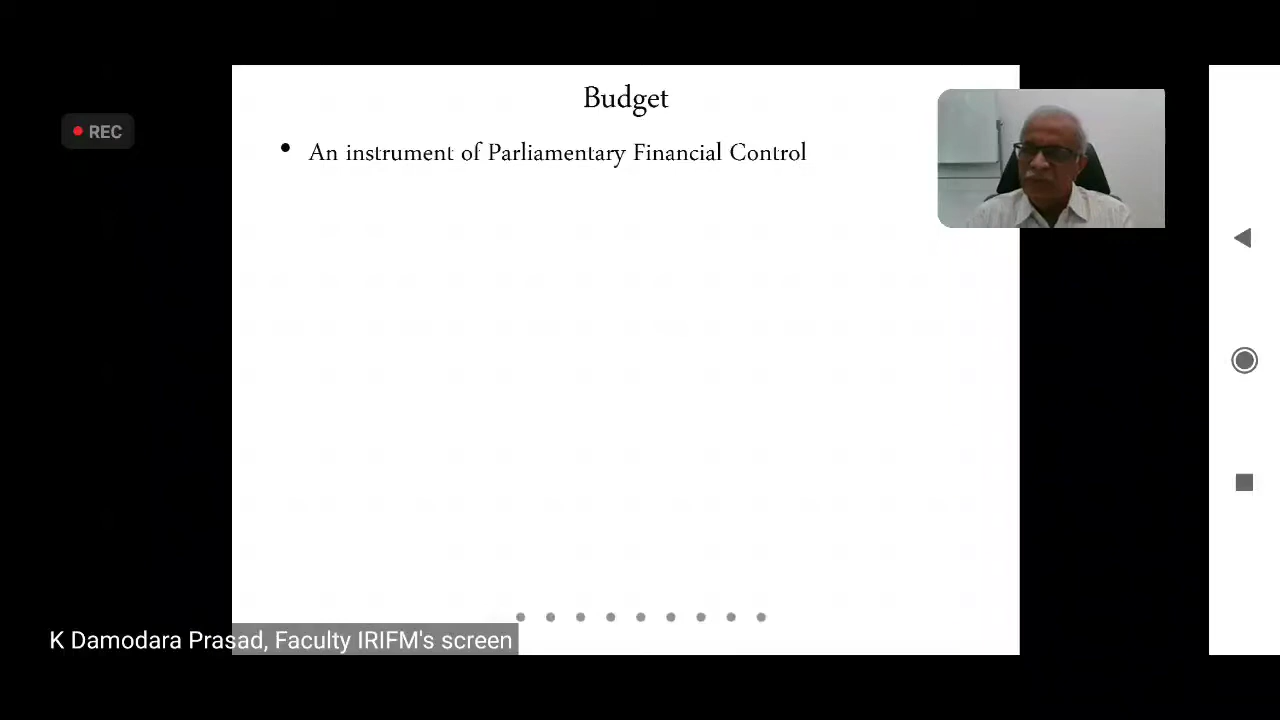 Budget
REC
• An instrument of Parliamentary Financial Control
K Damodara Prasad, Faculty IRIFM's screen